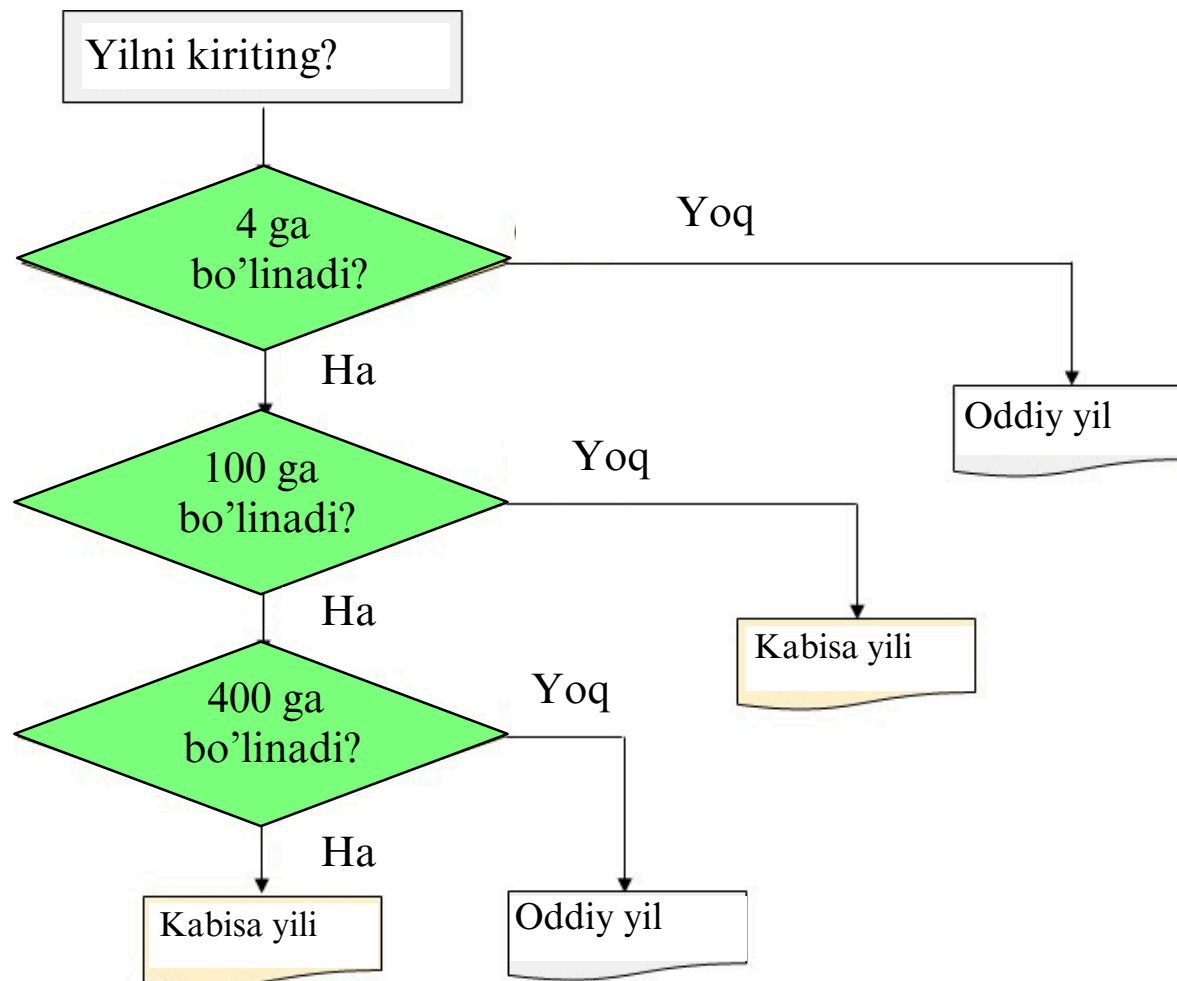 Yilni kiriting?
4 ga
bo’linadi?
Yoq
Ha
Oddiy yil
100 ga
bo’linadi?
Yoq
Ha
Kabisa yili
400 ga
bo’linadi?
Yoq
Ha
Kabisa yili
Oddiy yil